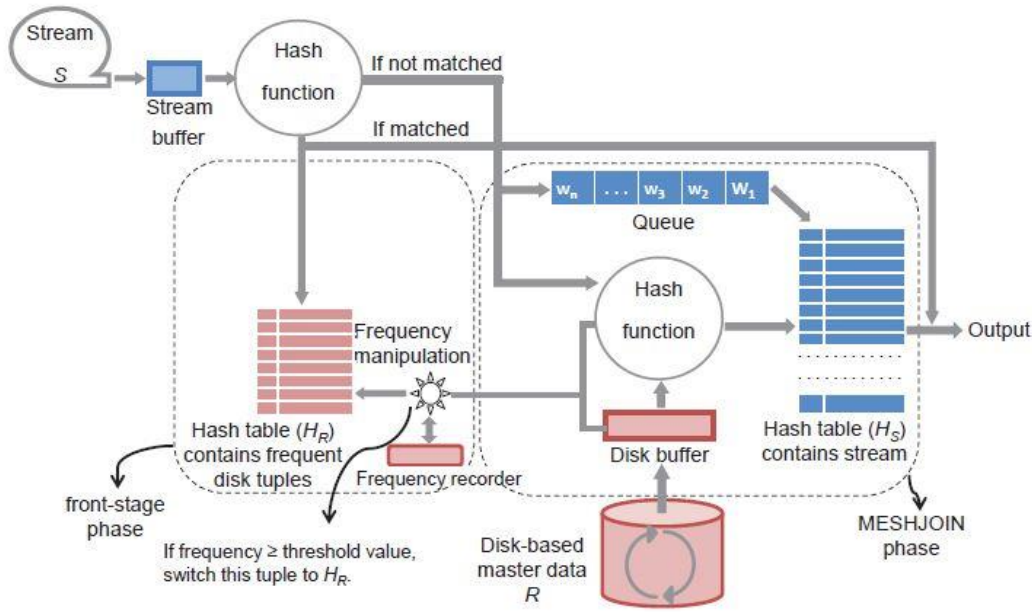 Stream
S
Stream
buffer
Hash
function
If not matched
If matched
wn ... w3 w2 W1
Queue
Hash
function
Output
Frequency
manipulation
Hash table (HR)
contains frequent
disk tuples
Frequency recorder
Disk buffer
Hash table (HS)
contains stream
front-stage
phase
If frequency ≥ threshold value,
switch this tuple to HR.
Disk-based
master data
R
MESHJOIN
phase